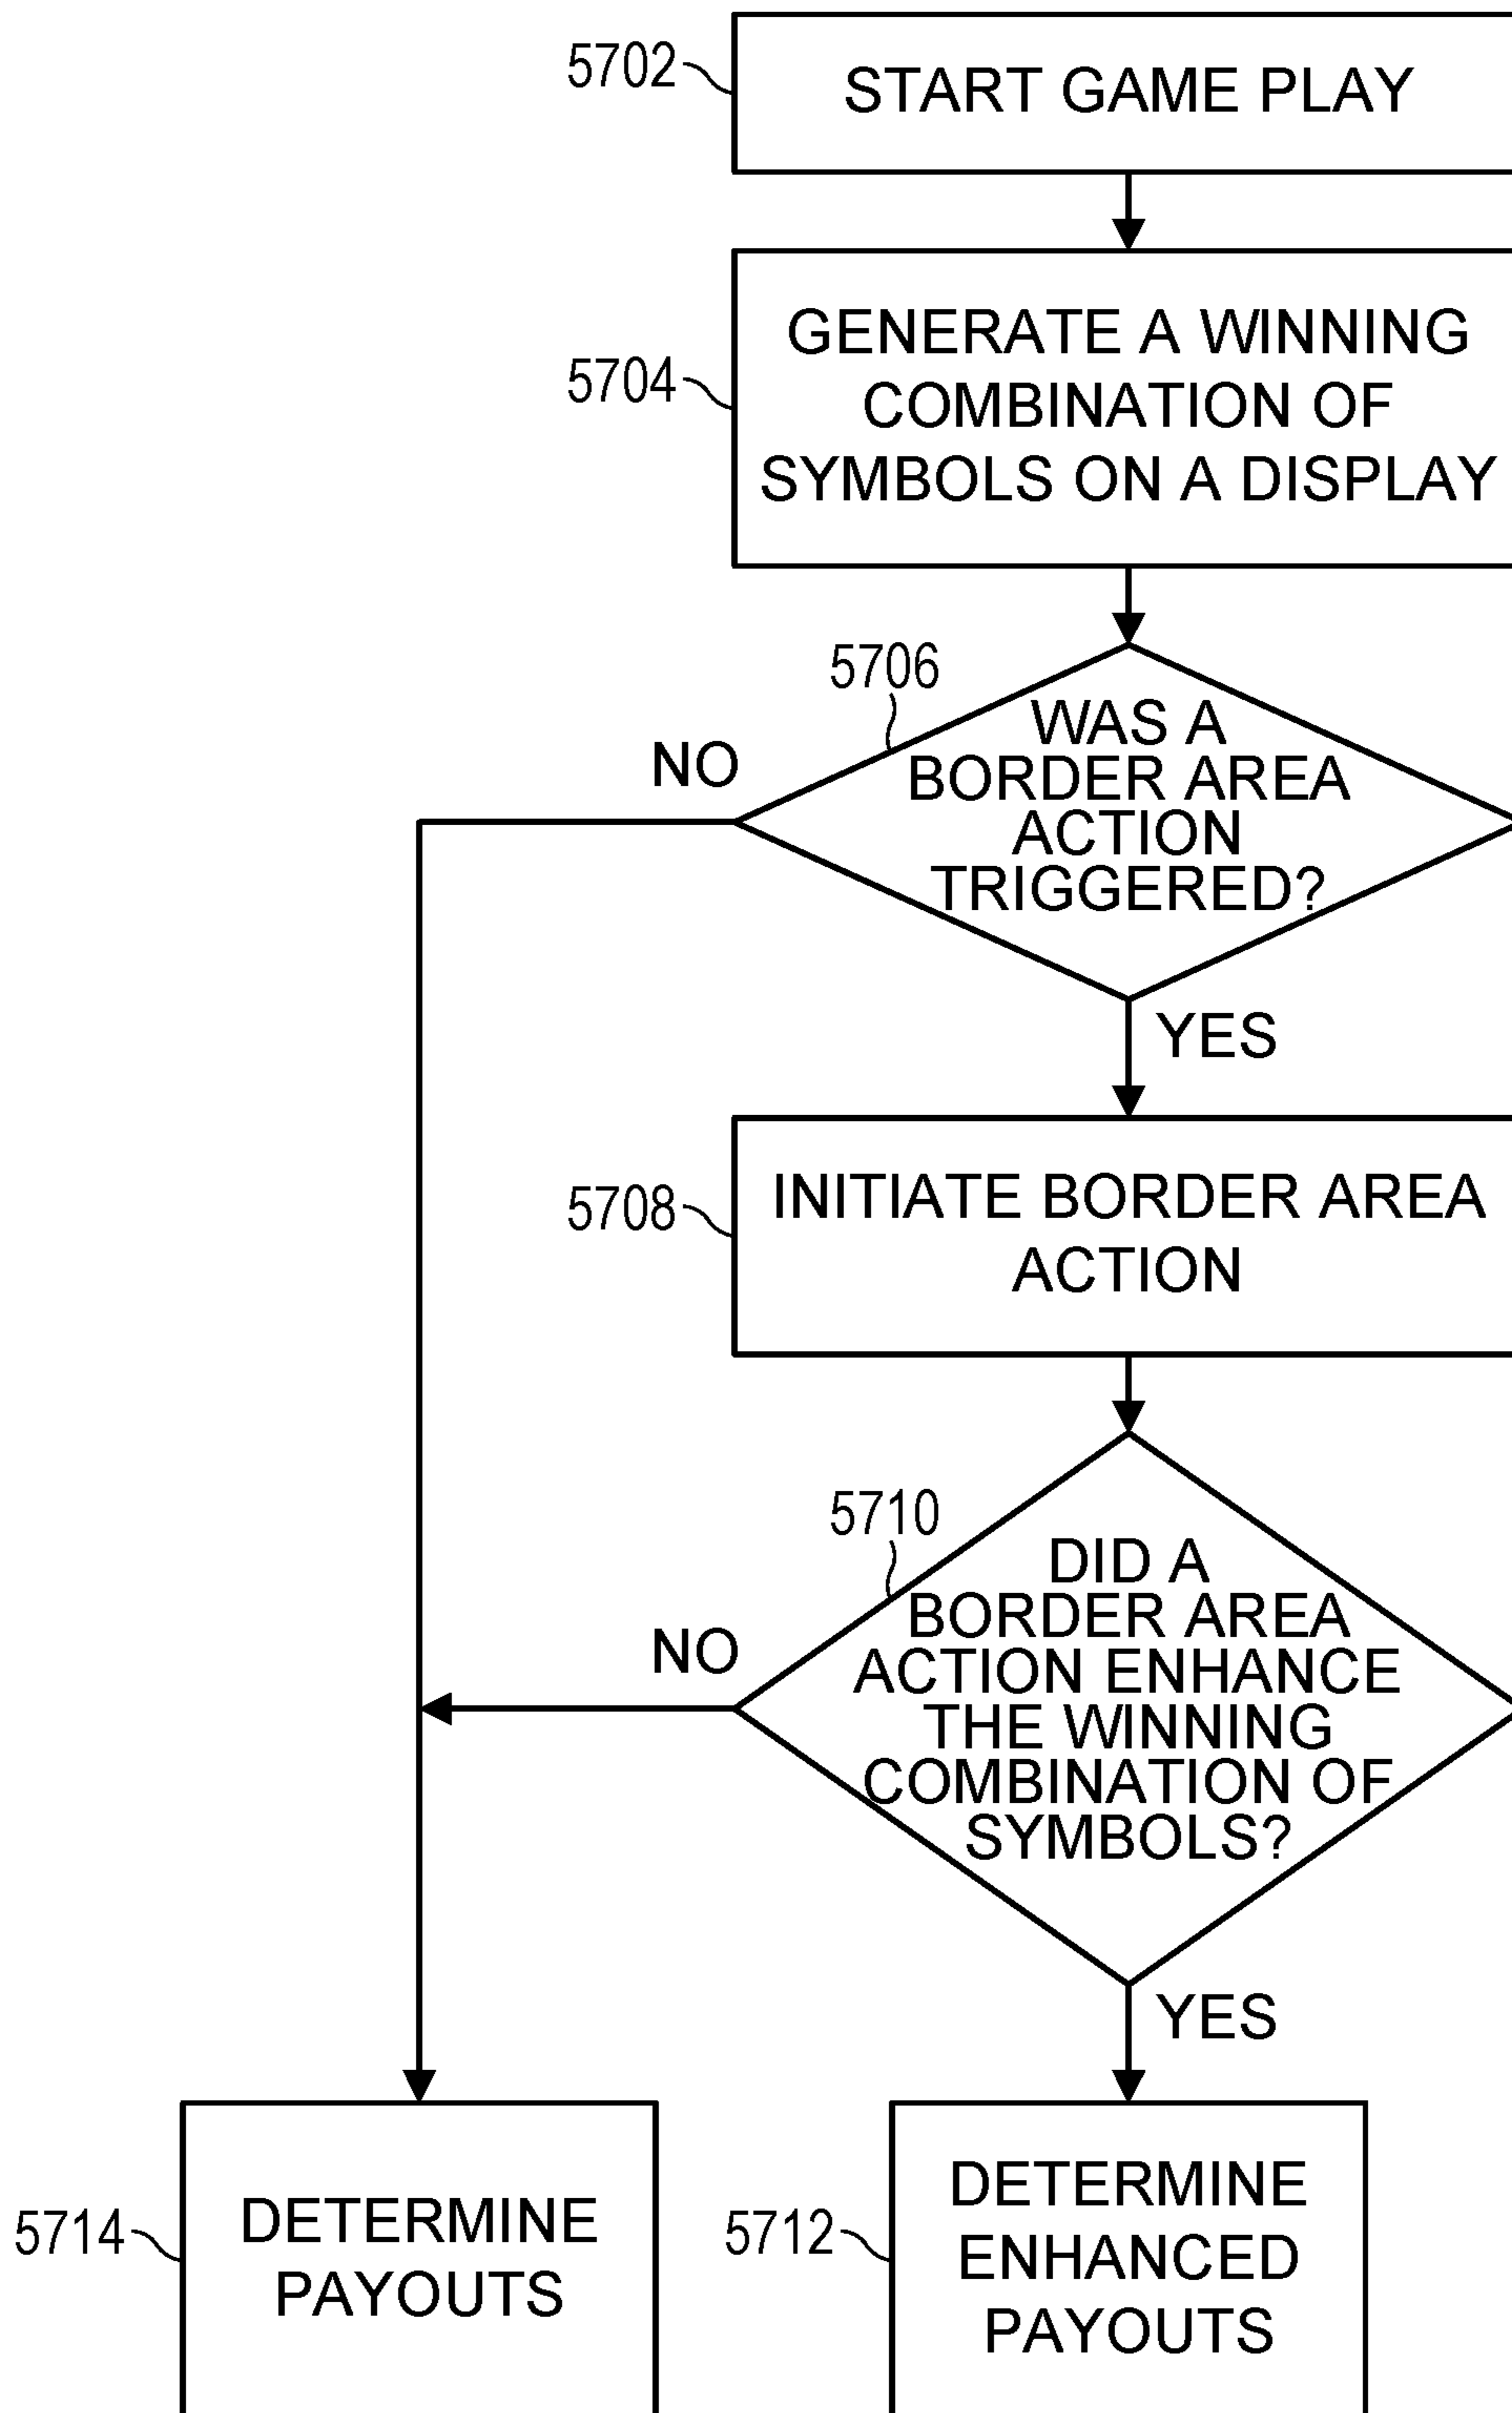 5702
START GAME PLAY
5704
GENERATE A WINNING
COMBINATION OF
SYMBOLS ON A DISPLAY
5706
WAS A
BORDER AREA
ACTION
TRIGGERED?
NO
YES
5708
INITIATE BORDER AREA
ACTION
5710
DID A
BORDER AREA
ACTION ENHANCE
THE WINNING
COMBINATION OF
SYMBOLS?
NO
YES
5714
DETERMINE
PAYOUTS
5712
DETERMINE
ENHANCED
PAYOUTS